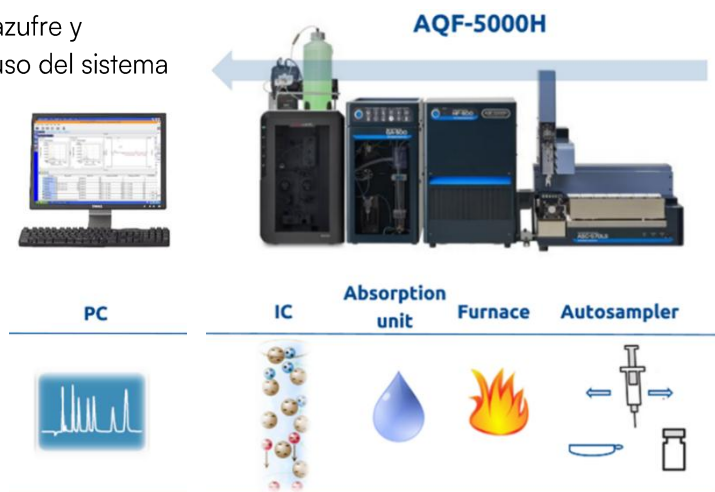 azufre y
uso del sistema
AQF-5000H
PC
IC
Absorption
unit
Furnace
Autosampler